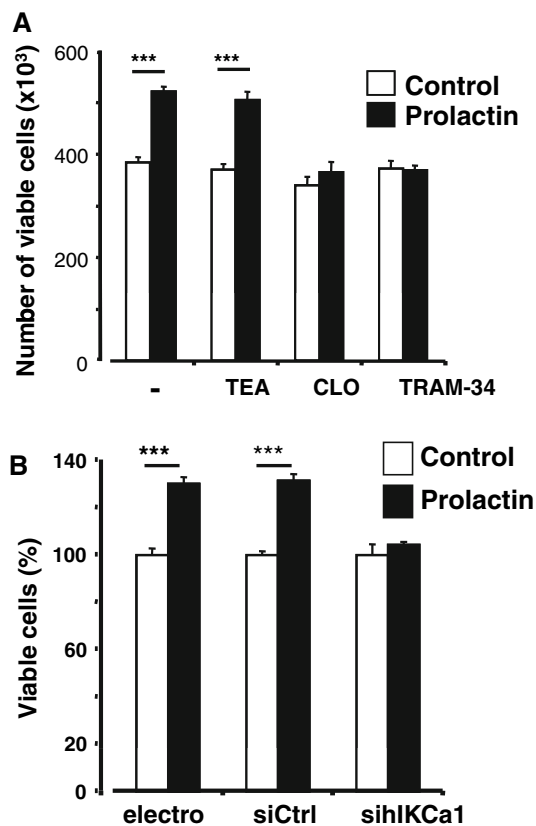 A
Number of viable cells (x10³)
600
400
200
0
***
***
Control
Prolactin
-
TEA
CLO
TRAM-34
B
Viable cells (%)
140
100
60
20
0
***
***
Control
Prolactin
electro
siCtrl
sihIKCa1